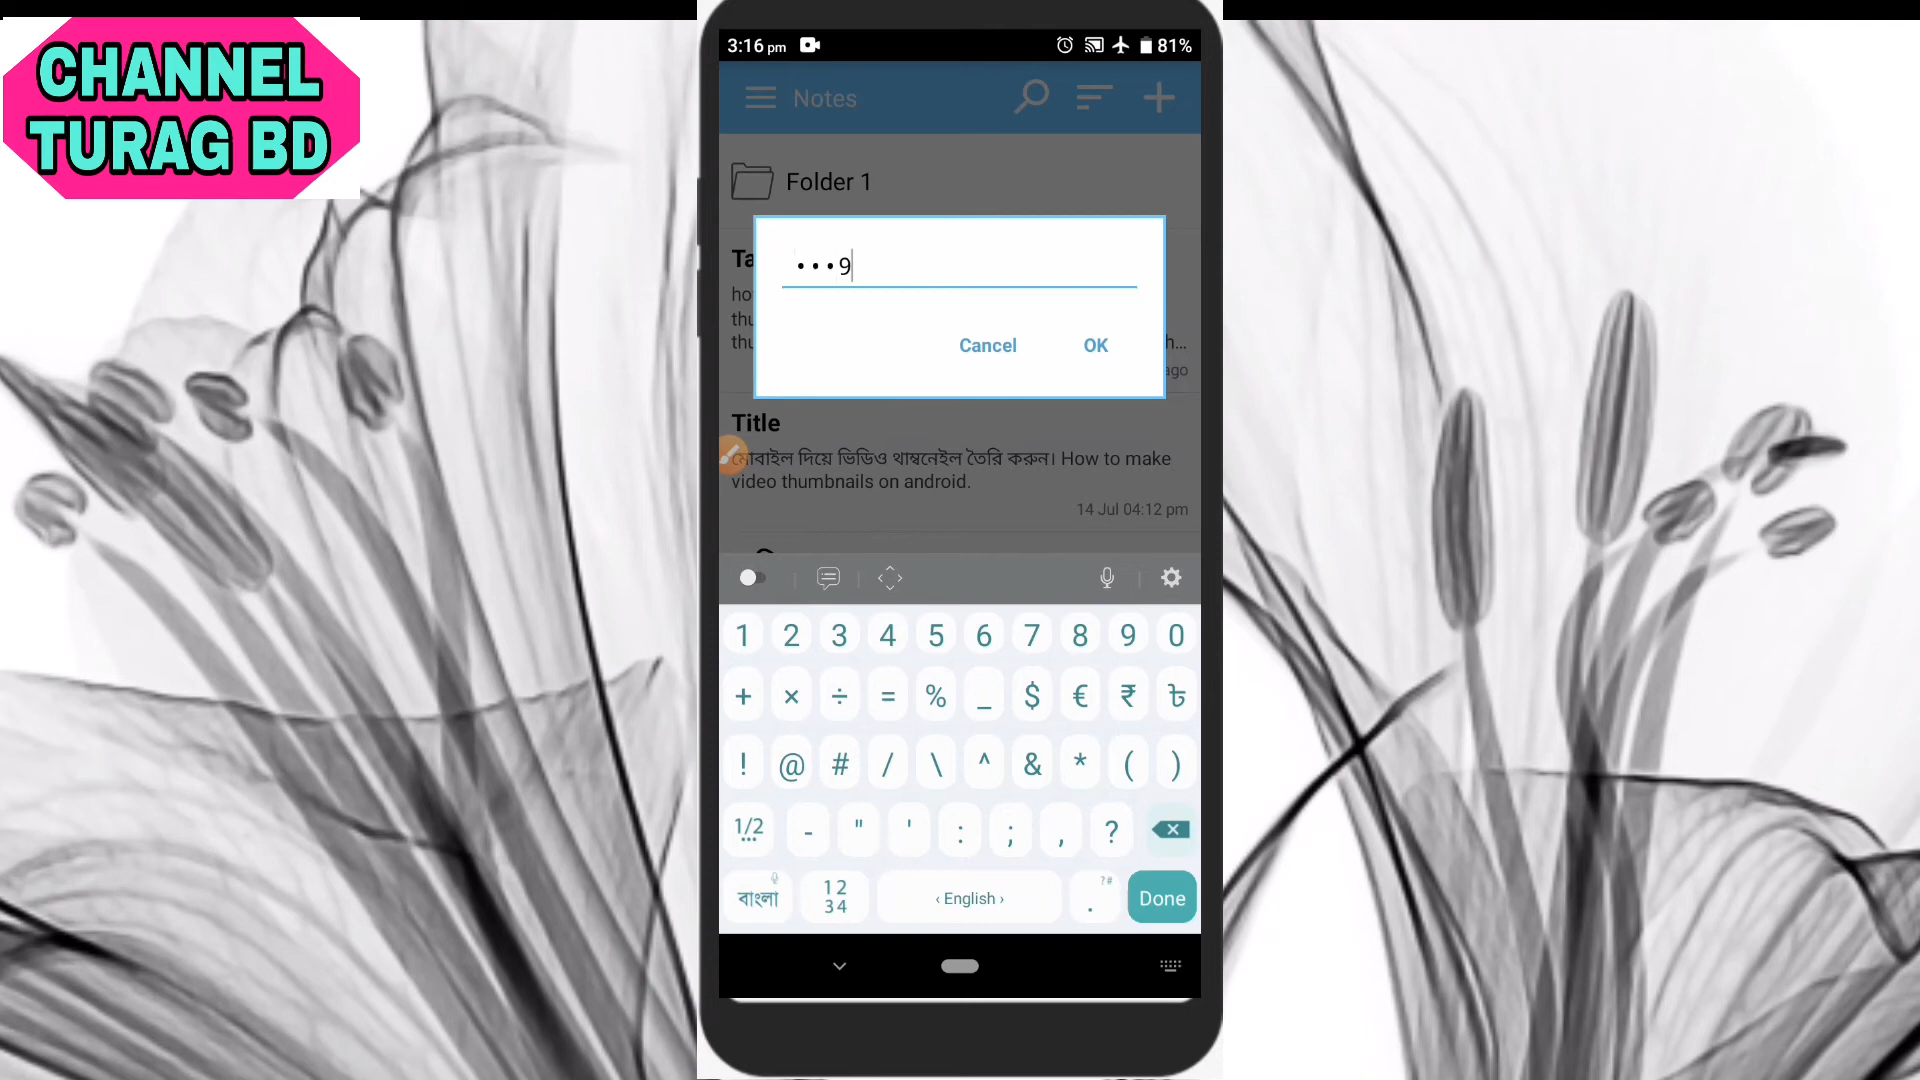 CHANNEL
TURAG BD
3:16 pm 81%
Notes
Folder 1
Ta
ho
thu
thu h...
ago
•••9
Cancel OK
Title
মোবাইল দিয়ে ভিডিও থাম্বনেইল তৈরি করুন। How to make
video thumbnails on android.
14 Jul 04:12 pm
1 2 3 4 5 6 7 8 9 0
+ × ÷ = % _ $ € ₹ ৳
! @ # / \ ^ & * ( )
1/2 - " ' : ; , ?
বাংলা 12 34 ‹ English › . ?# Done